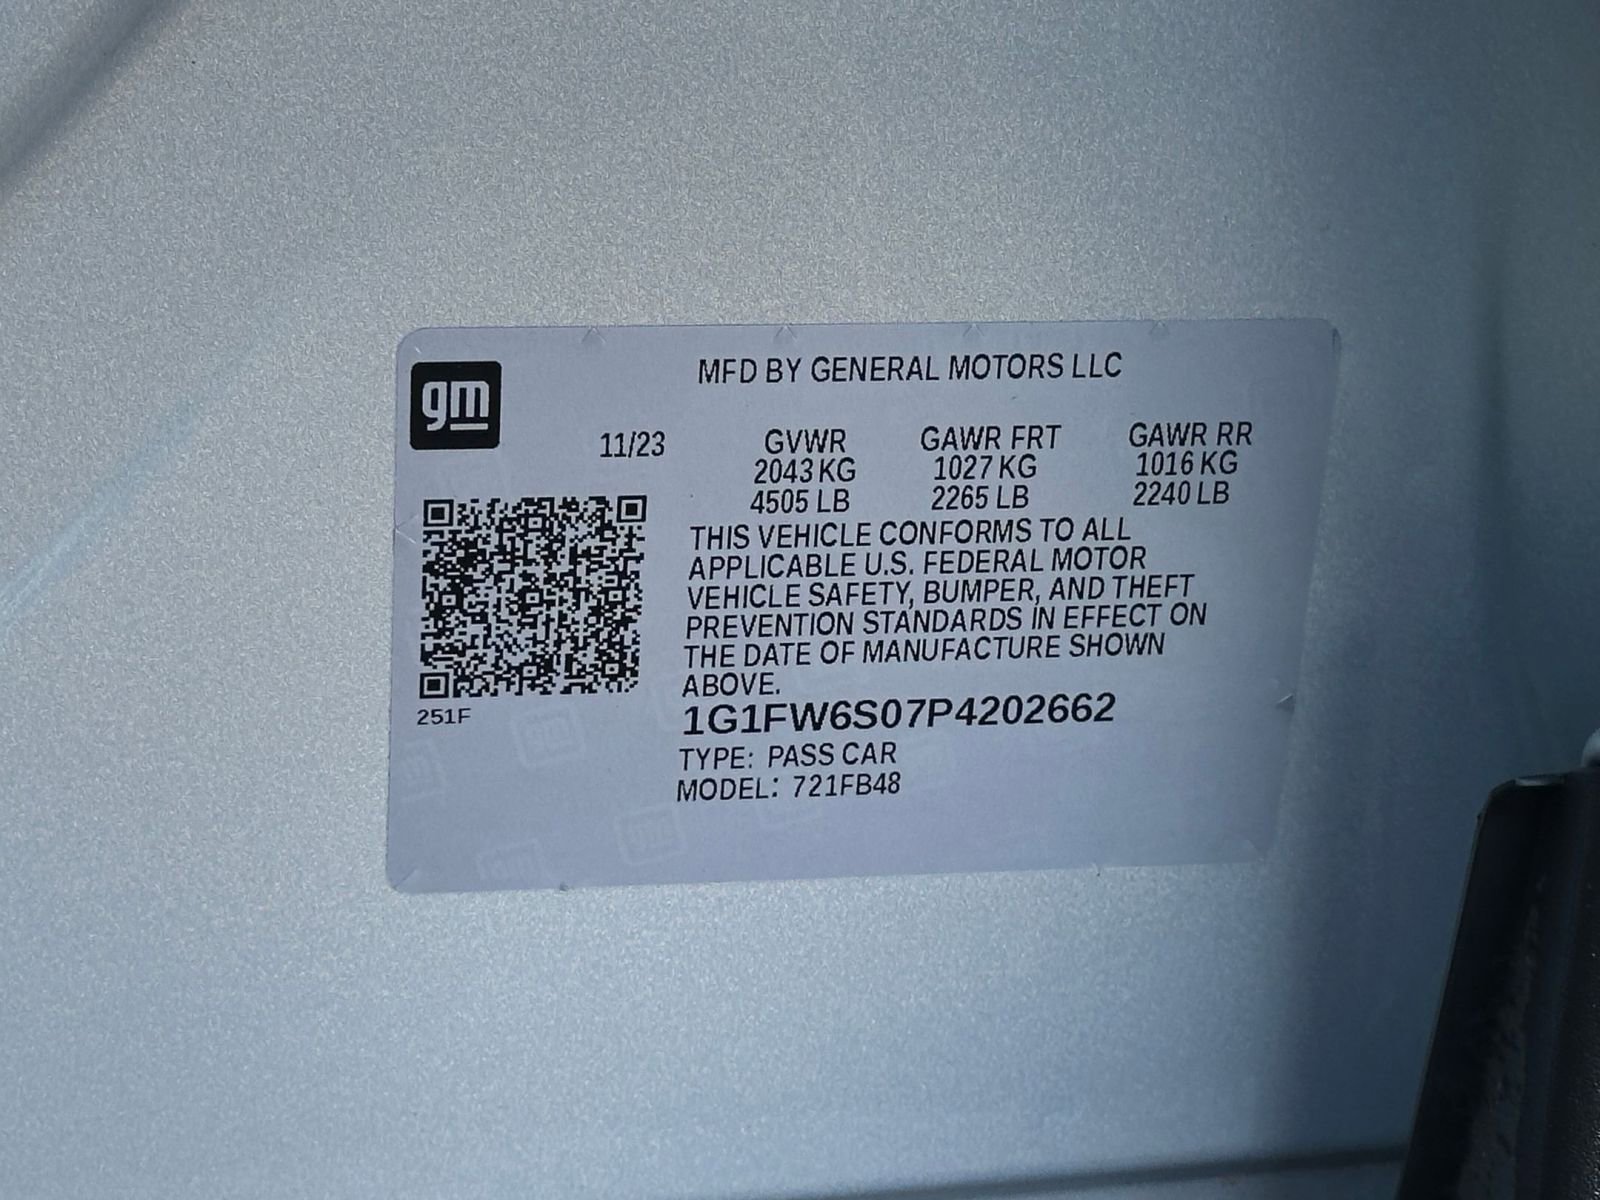 gm
MFD BY GENERAL MOTORS LLC
11/23 GVWR GAWR FRT GAWR RR
2043 KG 1027 KG 1016 KG
4505 LB 2265 LB 2240 LB
THIS VEHICLE CONFORMS TO ALL
APPLICABLE U.S. FEDERAL MOTOR
VEHICLE SAFETY, BUMPER, AND THEFT
PREVENTION STANDARDS IN EFFECT ON
THE DATE OF MANUFACTURE SHOWN
ABOVE.
251F
1G1FW6S07P4202662
TYPE: PASS CAR
MODEL: 721FB48